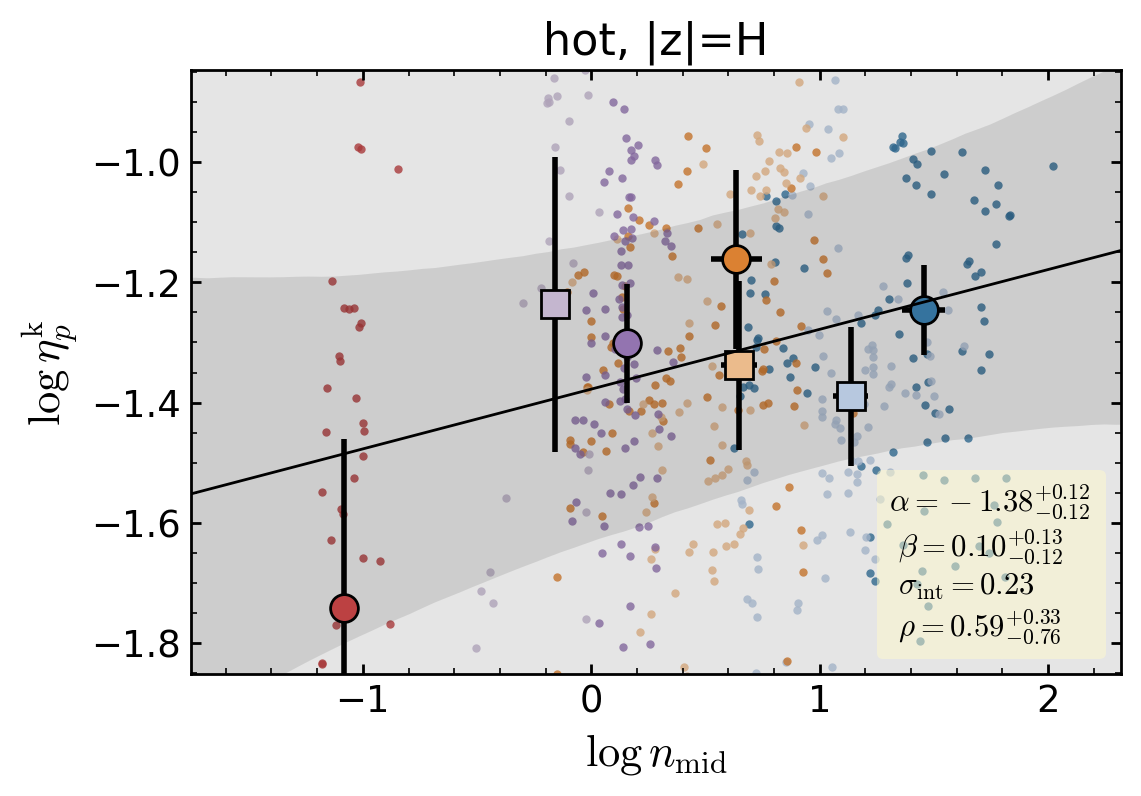 hot, |z|=H
log η_p^k
−1.0
−1.2
−1.4
−1.6
−1.8
α = −1.38^{+0.12}_{−0.12}
β = 0.10^{+0.13}_{−0.12}
σ_int = 0.23
ρ = 0.59^{+0.33}_{−0.76}
−1 0 1 2
log n_mid